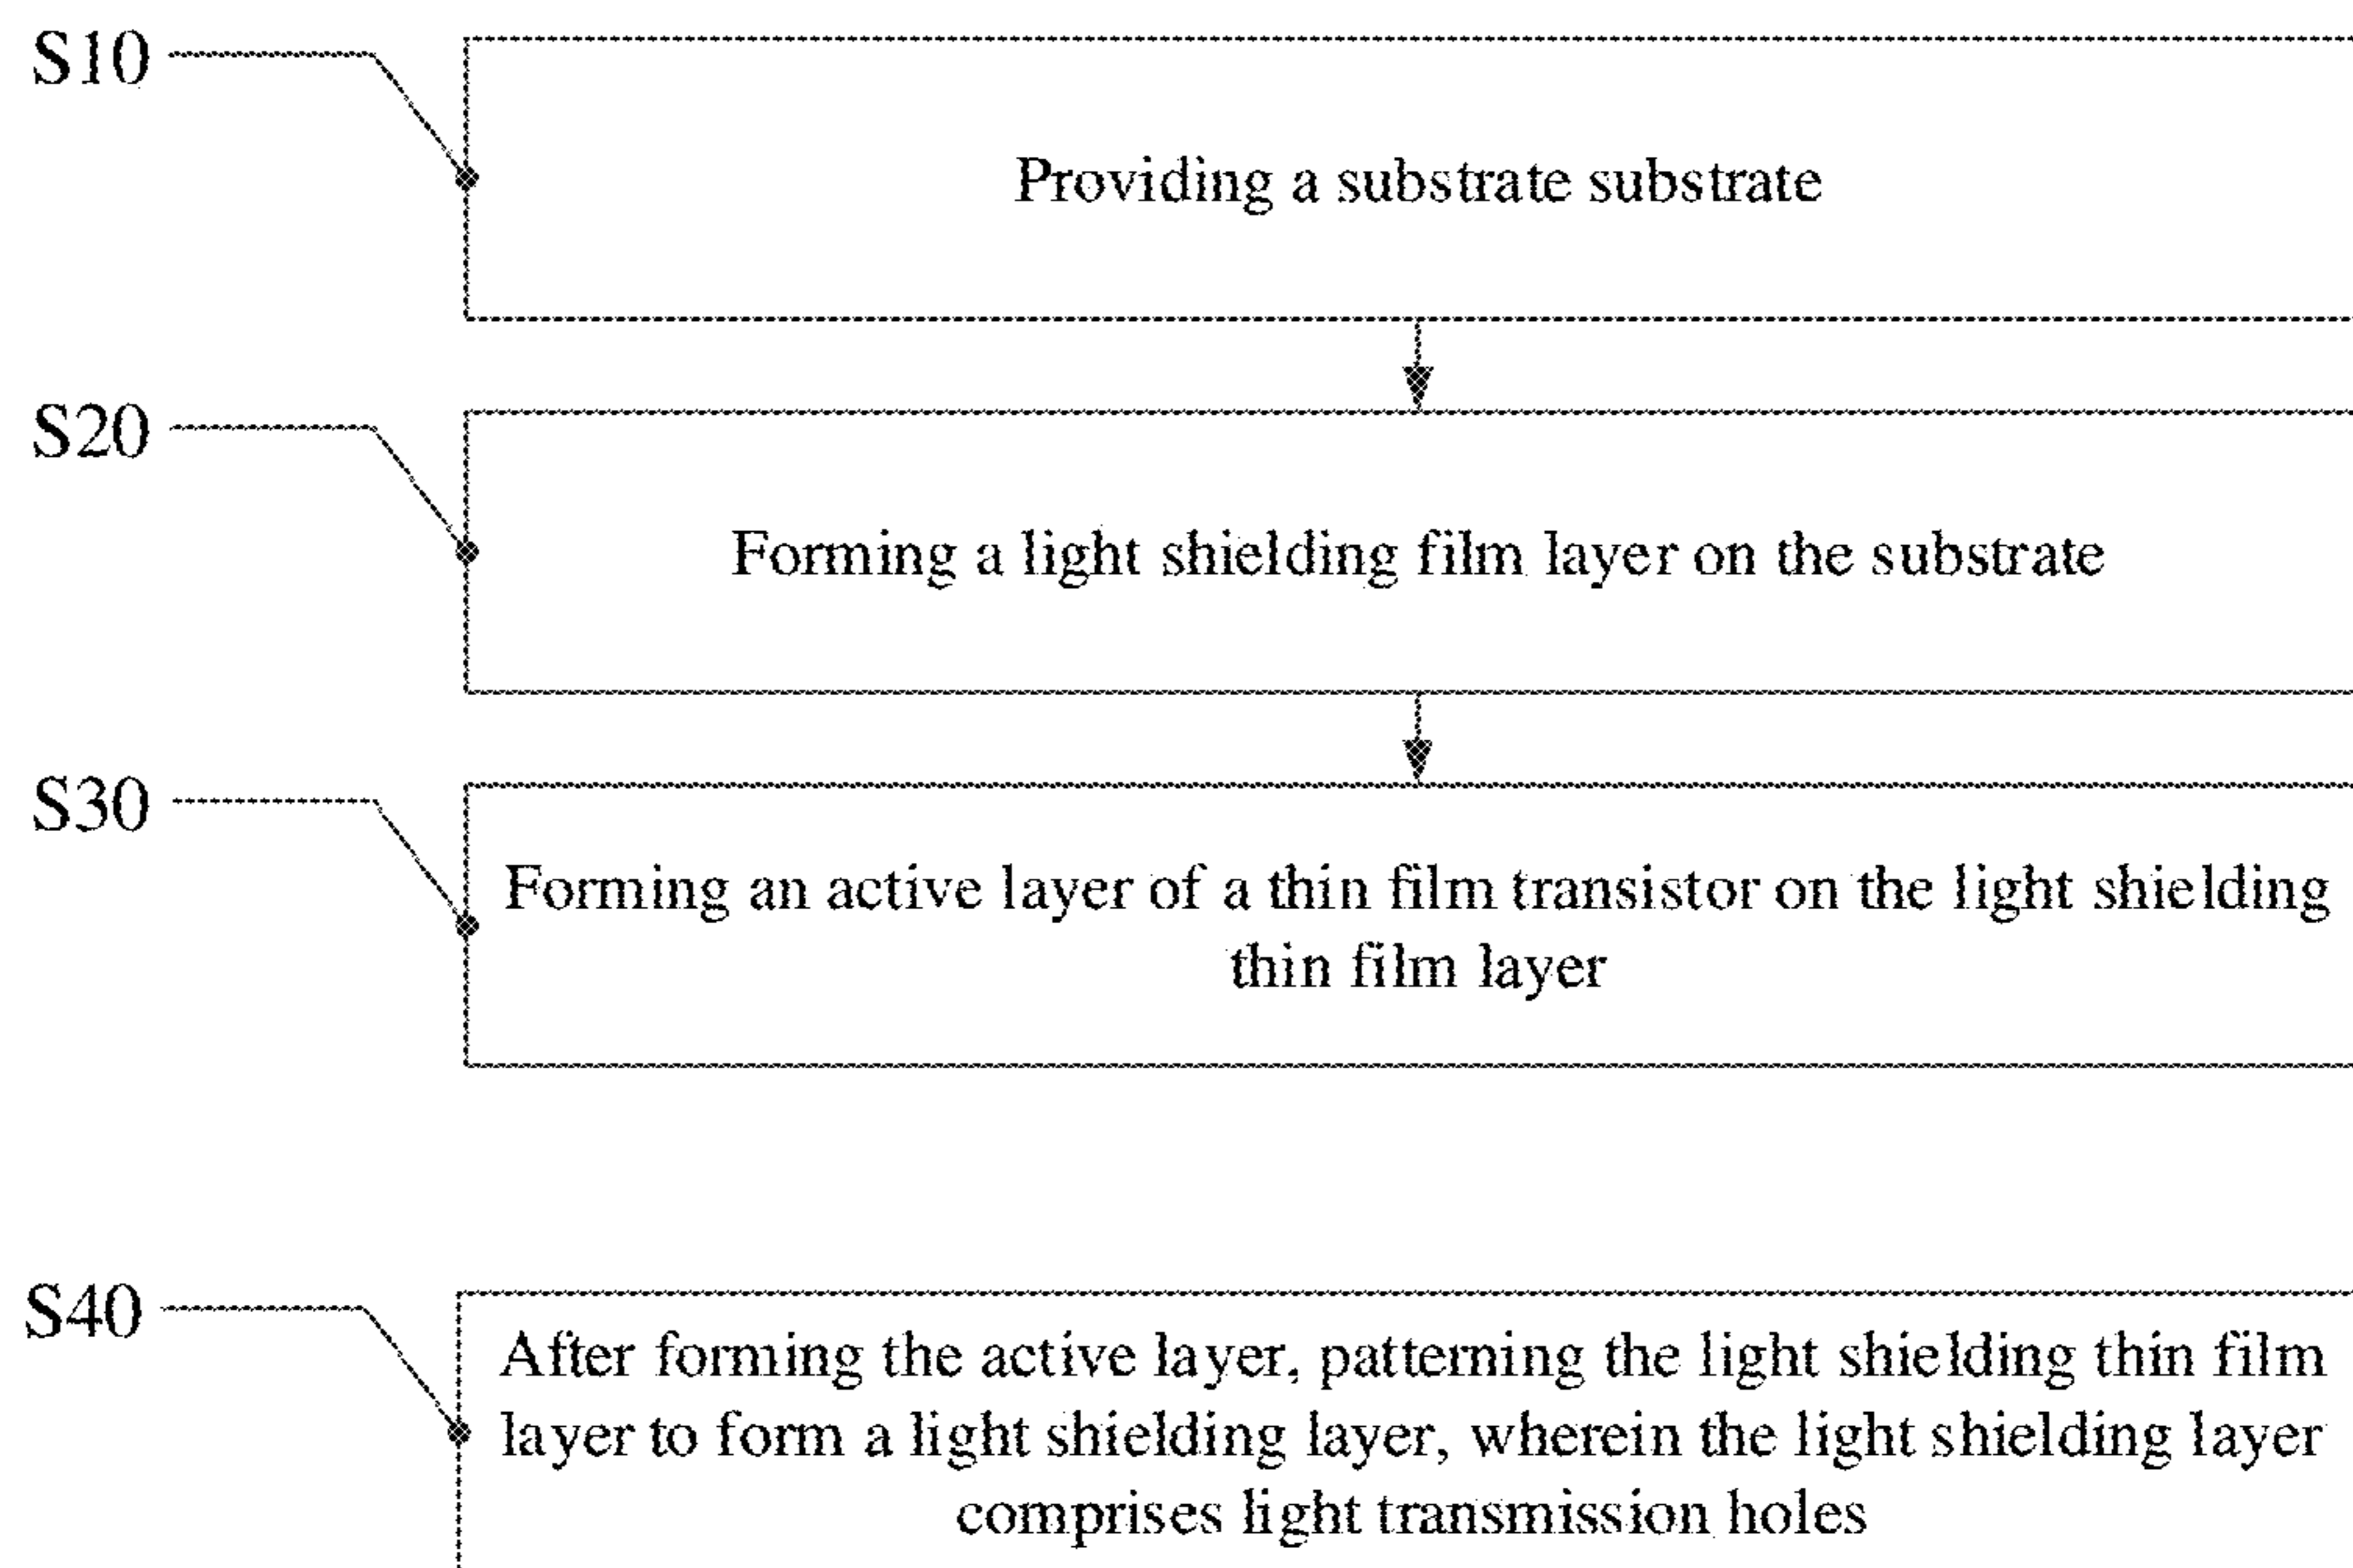 S10
Providing a substrate substrate
S20
Forming a light shielding film layer on the substrate
S30
Forming an active layer of a thin film transistor on the light shielding
thin film layer
S40
After forming the active layer, patterning the light shielding thin film
layer to form a light shielding layer, wherein the light shielding layer
comprises light transmission holes